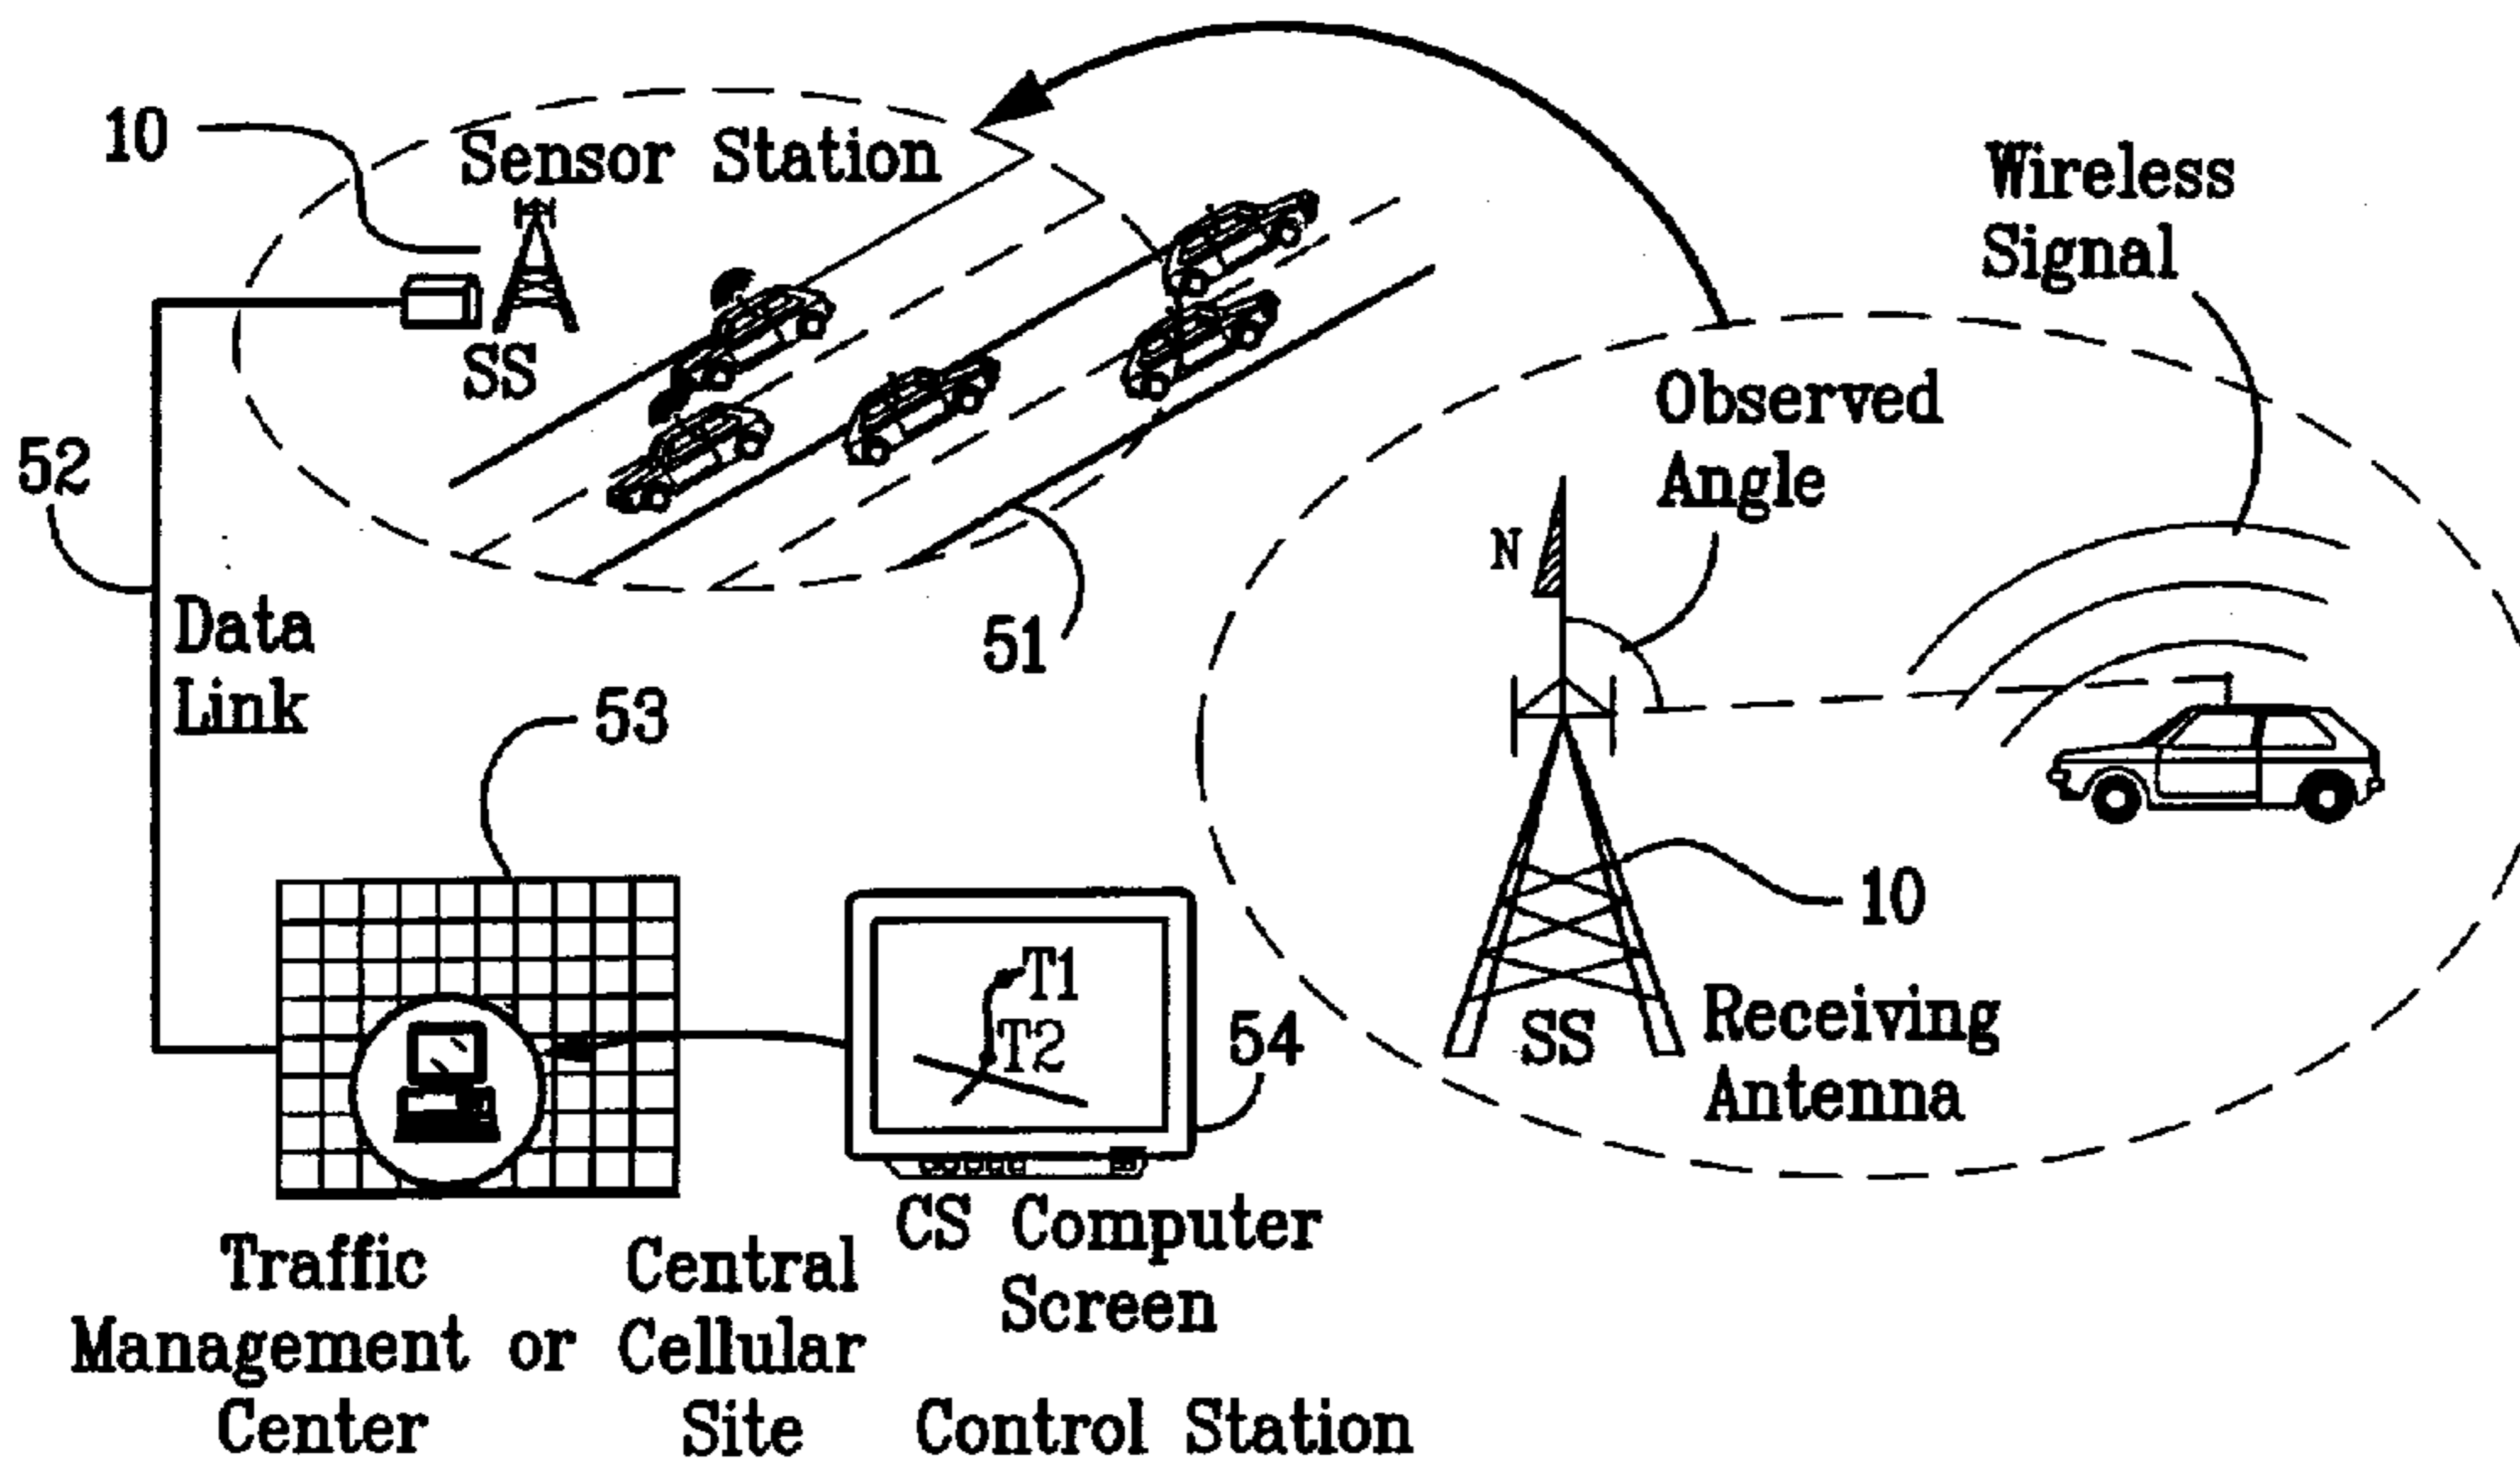 10
Sensor Station
SS
52
Data
Link
51
Wireless
Signal
Observed
Angle
N
53
10
SS
Receiving
Antenna
T1
T2
54
CS Computer
Screen
Traffic
Management or
Center
Central
Cellular
Site
Control Station